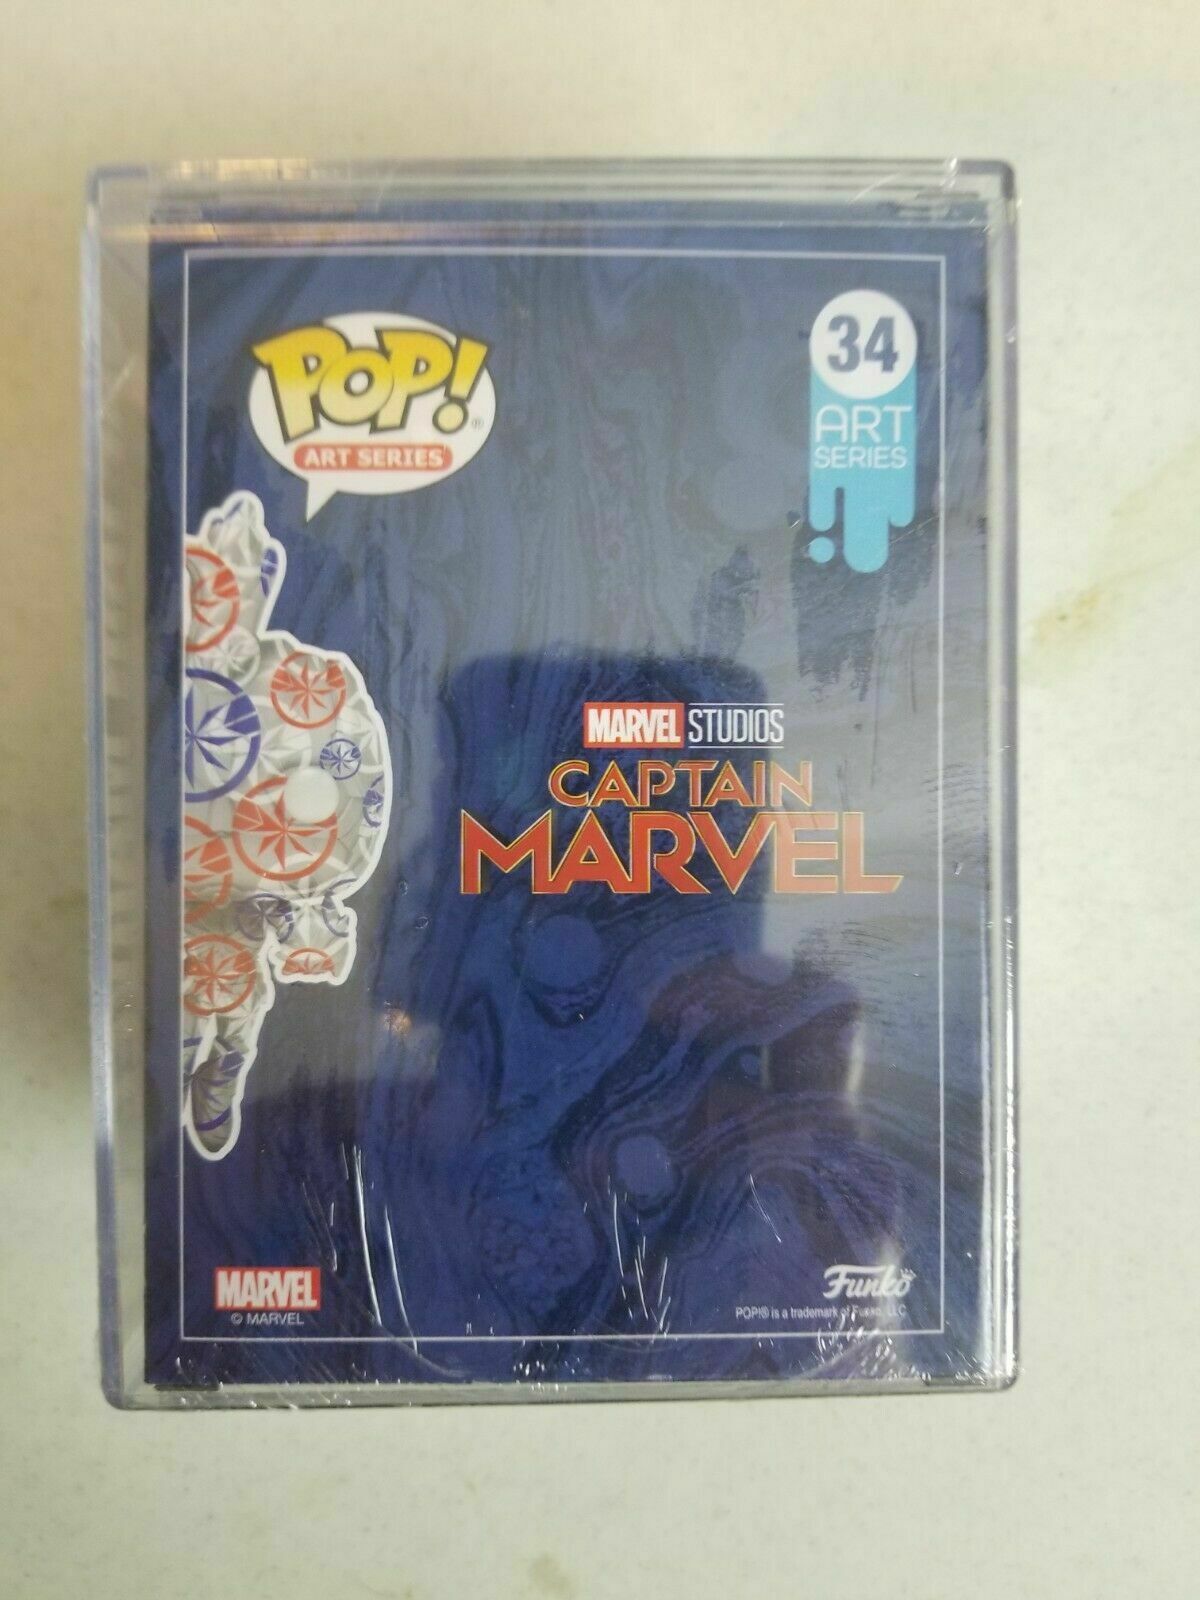 POP!®
ART SERIES
34
ART
SERIES
MARVEL STUDIOS
CAPTAIN
MARVEL
MARVEL
© MARVEL
Funko
POP!® is a trademark of Funko, LLC